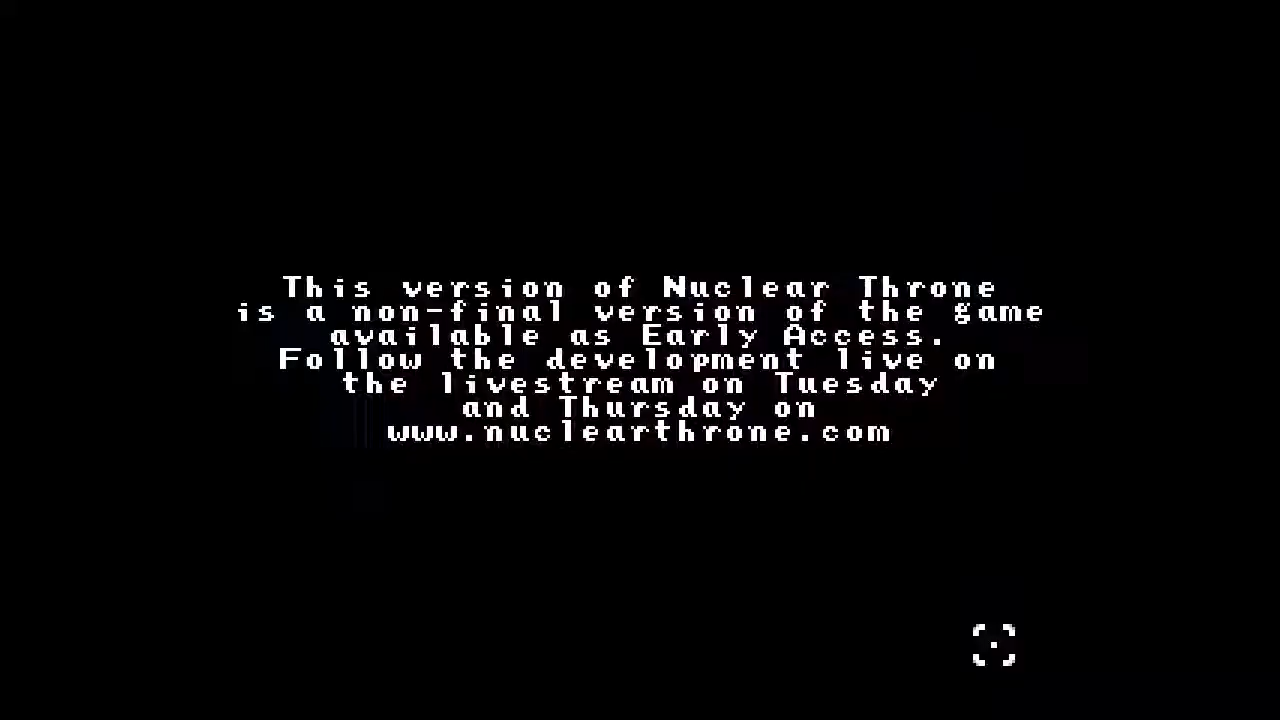 This version of Nuclear Throne
is a non-final version of the game
available as Early Access.
Follow the development live on
the livestream on Tuesday
and Thursday on
www.nuclearthrone.com